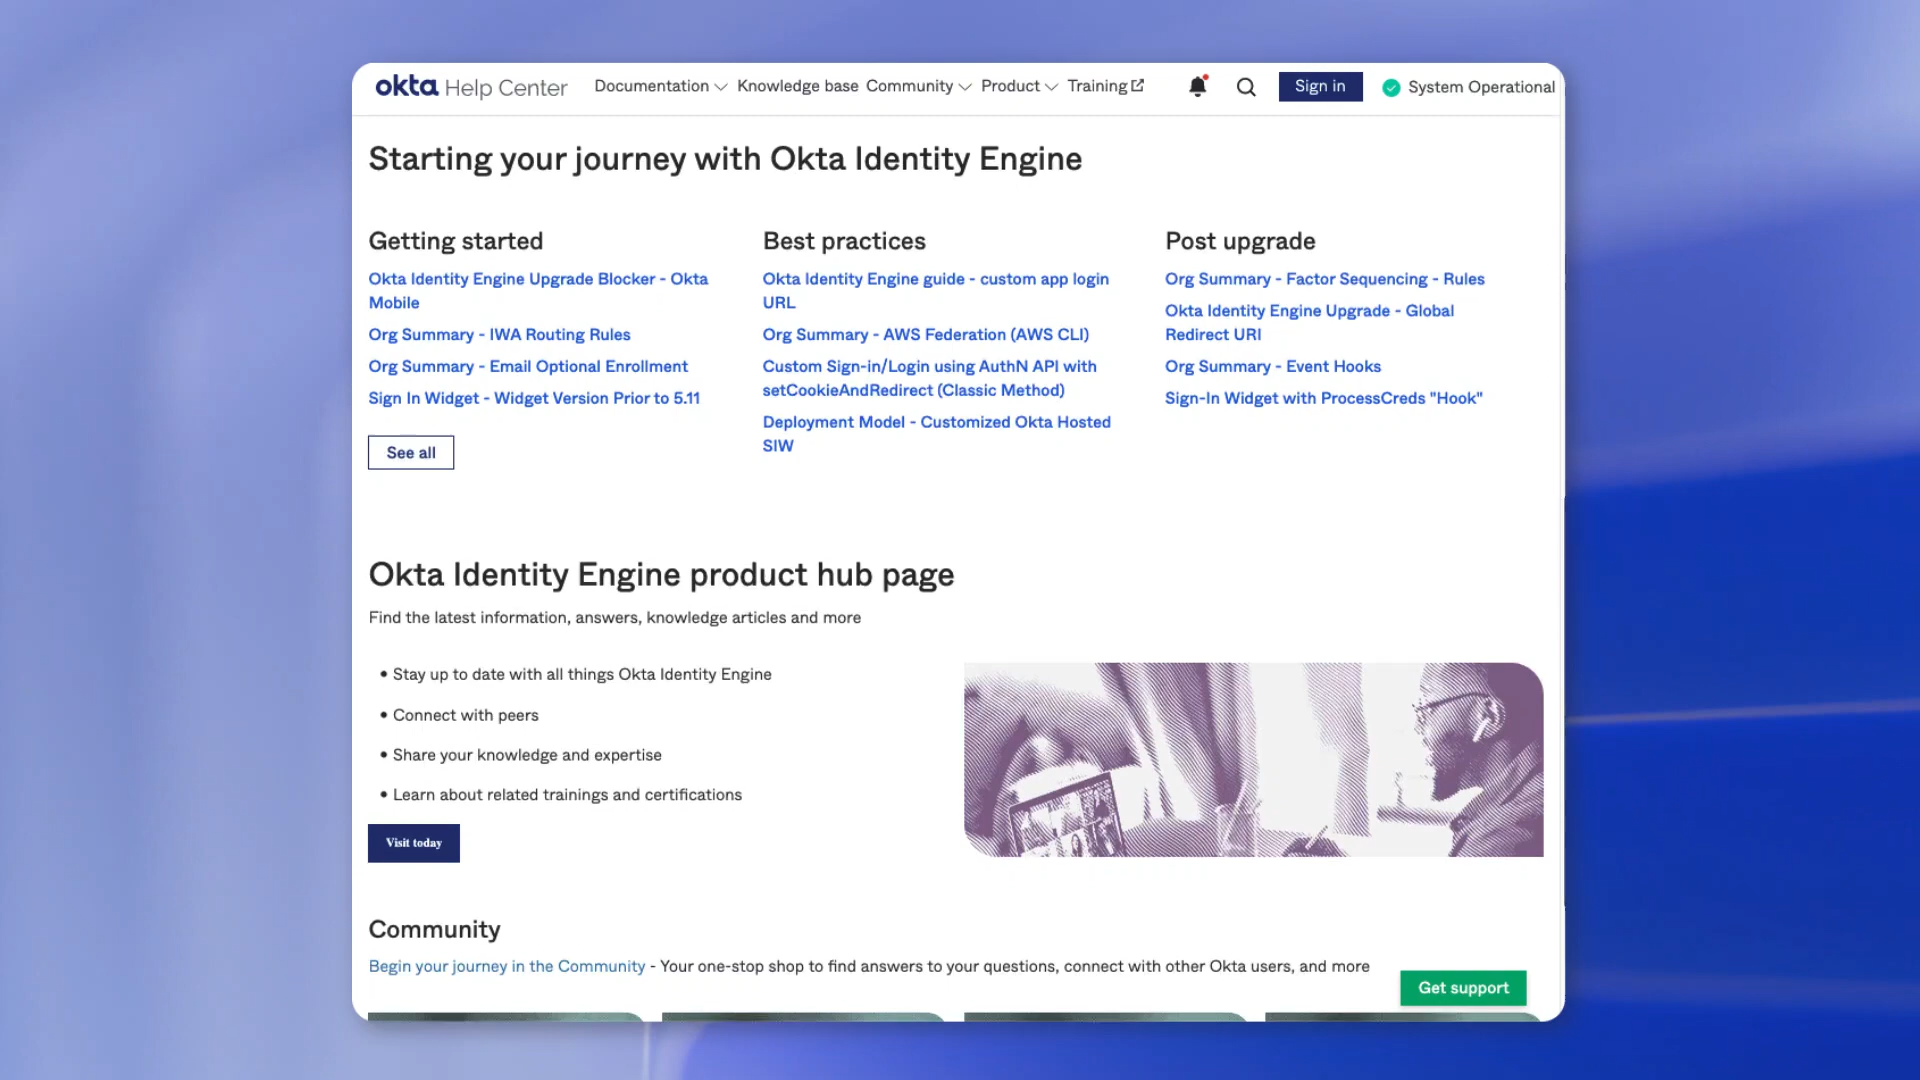 okta Help Center Documentation Knowledge base Community Product Training Sign in System Operational
Starting your journey with Okta Identity Engine
Getting started
Okta Identity Engine Upgrade Blocker - Okta
Mobile
Org Summary - IWA Routing Rules
Org Summary - Email Optional Enrollment
Sign In Widget - Widget Version Prior to 5.11
See all
Best practices
Okta Identity Engine guide - custom app login
URL
Org Summary - AWS Federation (AWS CLI)
Custom Sign-in/Login using AuthN API with
setCookieAndRedirect (Classic Method)
Deployment Model - Customized Okta Hosted
SIW
Post upgrade
Org Summary - Factor Sequencing - Rules
Okta Identity Engine Upgrade - Global
Redirect URI
Org Summary - Event Hooks
Sign-In Widget with ProcessCreds "Hook"
Okta Identity Engine product hub page
Find the latest information, answers, knowledge articles and more
• Stay up to date with all things Okta Identity Engine
• Connect with peers
• Share your knowledge and expertise
• Learn about related trainings and certifications
Visit today
Community
Begin your journey in the Community - Your one-stop shop to find answers to your questions, connect with other Okta users, and more
Get support